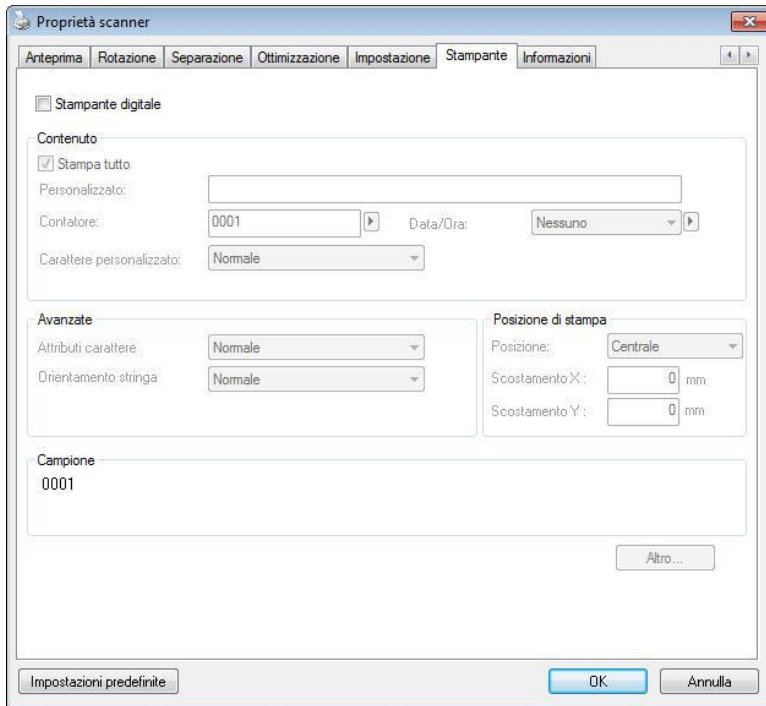 Proprietà scanner
Anteprima Rotazione Separazione Ottimizzazione Impostazione Stampante Informazioni
Stampante digitale
Contenuto
Stampa tutto
Personalizzato:
Contatore: 0001 Data/Ora: Nessuno
Carattere personalizzato: Normale
Avanzate
Attributi carattere Normale
Orientamento stringa Normale
Posizione di stampa
Posizione: Centrale
Scostamento X : 0 mm
Scostamento Y : 0 mm
Campione
0001
Altro...
Impostazioni predefinite OK Annulla